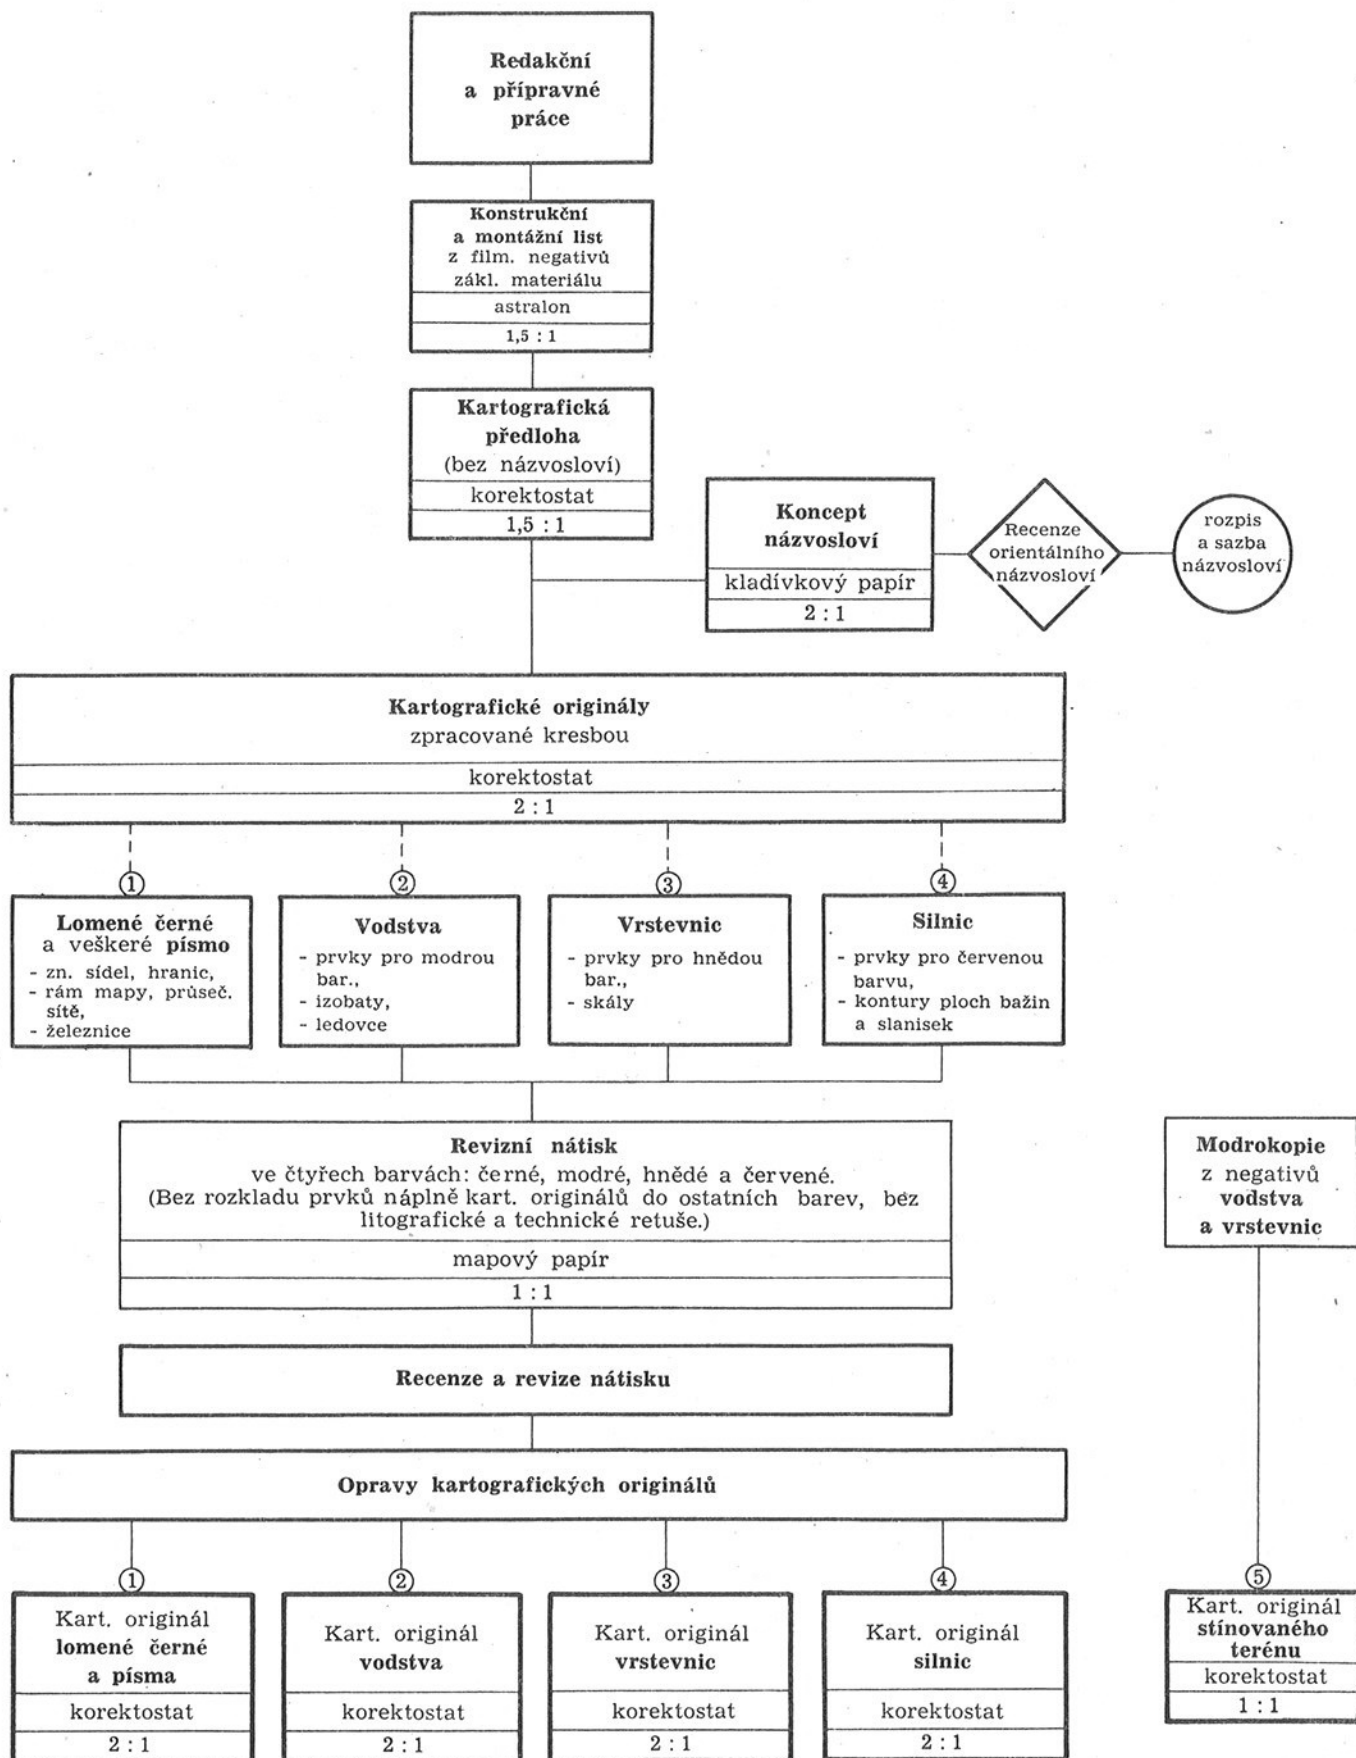 Redakční
a přípravné
práce
Konstrukční
a montážní list
z film. negativů
zákl. materiálu
astralon
1,5 : 1
Kartografická
předloha
(bez názvosloví)
korektostat
1,5 : 1
Koncept
názvosloví
kladívkový papír
2 : 1
Recenze
orientálního
názvosloví
rozpis
a sazba
názvosloví
Kartografické originály
zpracované kresbou
korektostat
2 : 1
1
2
3
4
Lomené černé
a veškeré písmo
- zn. sídel, hranic,
- rám mapy, průseč.
sítě,
- železnice
Vodstva
- prvky pro modrou
bar.,
- izobaty,
- ledovce
Vrstevnic
- prvky pro hnědou
bar.,
- skály
Silnic
- prvky pro červenou
barvu,
- kontury ploch bažin
a slanisek
Revizní nátisk
ve čtyřech barvách: černé, modré, hnědé a červené.
(Bez rozkladu prvků náplně kart. originálů do ostatních barev, bez
litografické a technické retuše.)
mapový papír
1 : 1
Modrokopie
z negativů
vodstva
a vrstevnic
Recenze a revize nátisku
Opravy kartografických originálů
1
2
3
4
5
Kart. originál
lomené černé
a písma
korektostat
2 : 1
Kart. originál
vodstva
korektostat
2 : 1
Kart. originál
vrstevnic
korektostat
2 : 1
Kart. originál
silnic
korektostat
2 : 1
Kart. originál
stínovaného
terénu
korektostat
1 : 1